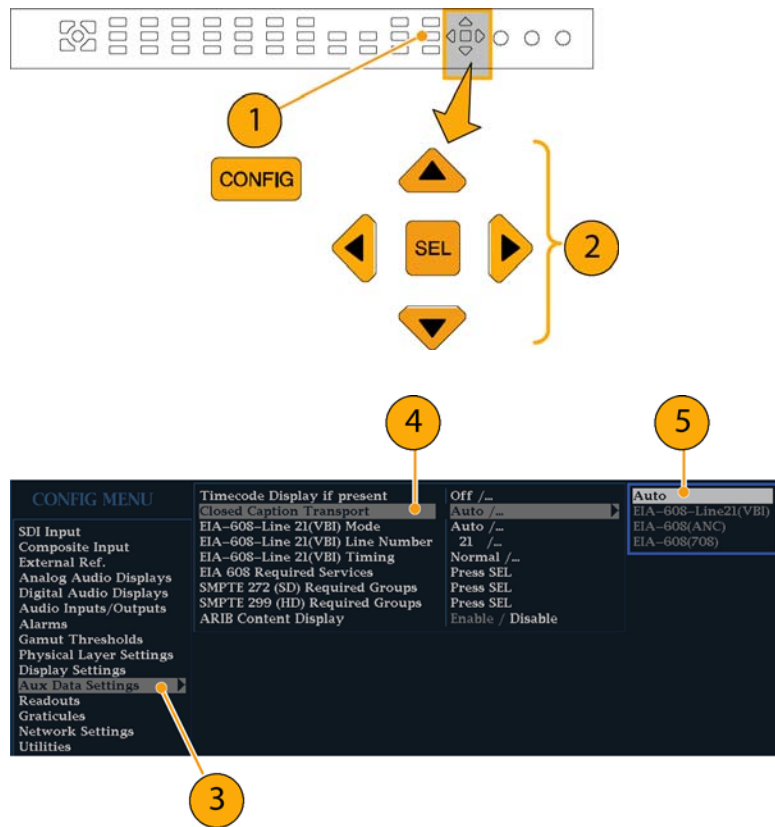 1
CONFIG
SEL
2
4
5
CONFIG MENU
SDI Input
Composite Input
External Ref.
Analog Audio Displays
Digital Audio Displays
Audio Inputs/Outputs
Alarms
Gamut Thresholds
Physical Layer Settings
Display Settings
Aux Data Settings
Readouts
Graticules
Network Settings
Utilities
Timecode Display if present Off /...
Closed Caption Transport Auto /...
EIA-608-Line 21(VBI) Mode Auto /...
EIA-608-Line 21(VBI) Line Number 21 /...
EIA-608-Line 21(VBI) Timing Normal /...
EIA 608 Required Services Press SEL
SMPTE 272 (SD) Required Groups Press SEL
SMPTE 299 (HD) Required Groups Press SEL
ARIB Content Display Enable / Disable
Auto
EIA-608-Line21(VBI)
EIA-608(ANC)
EIA-608(708)
3